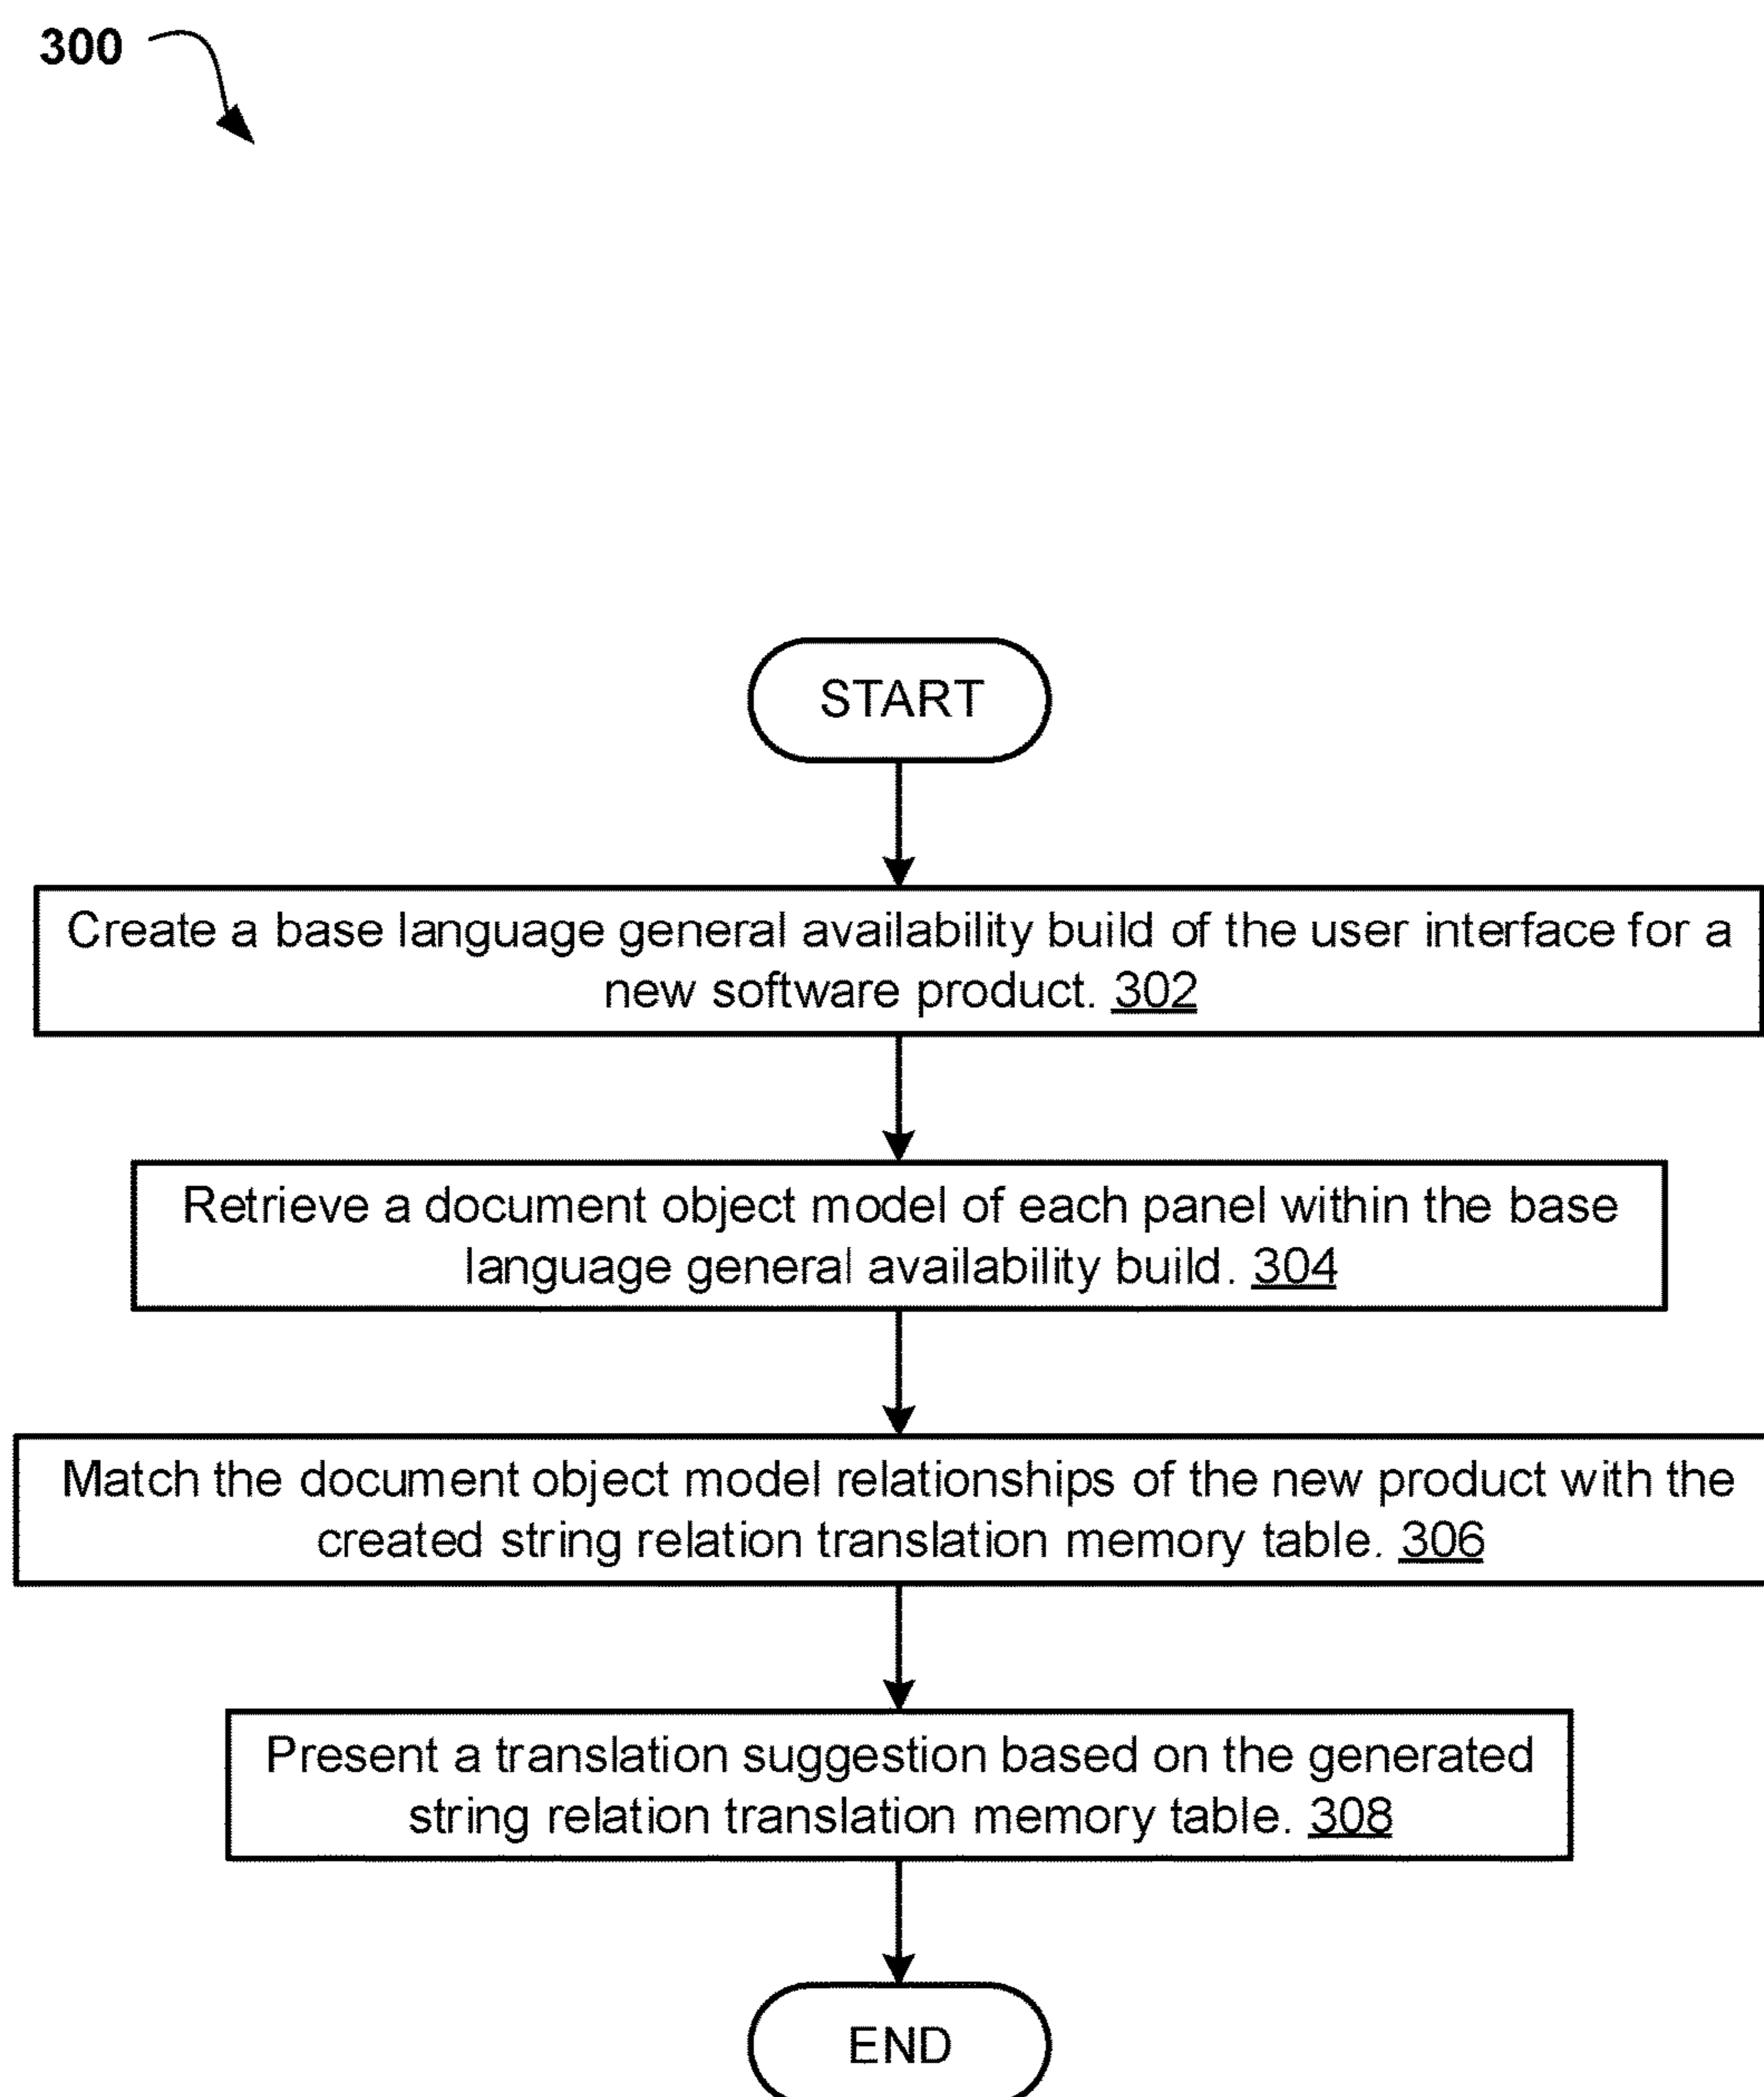 300
START
Create a base language general availability build of the user interface for a
new software product. 302
Retrieve a document object model of each panel within the base
language general availability build. 304
Match the document object model relationships of the new product with the
created string relation translation memory table. 306
Present a translation suggestion based on the generated
string relation translation memory table. 308
END